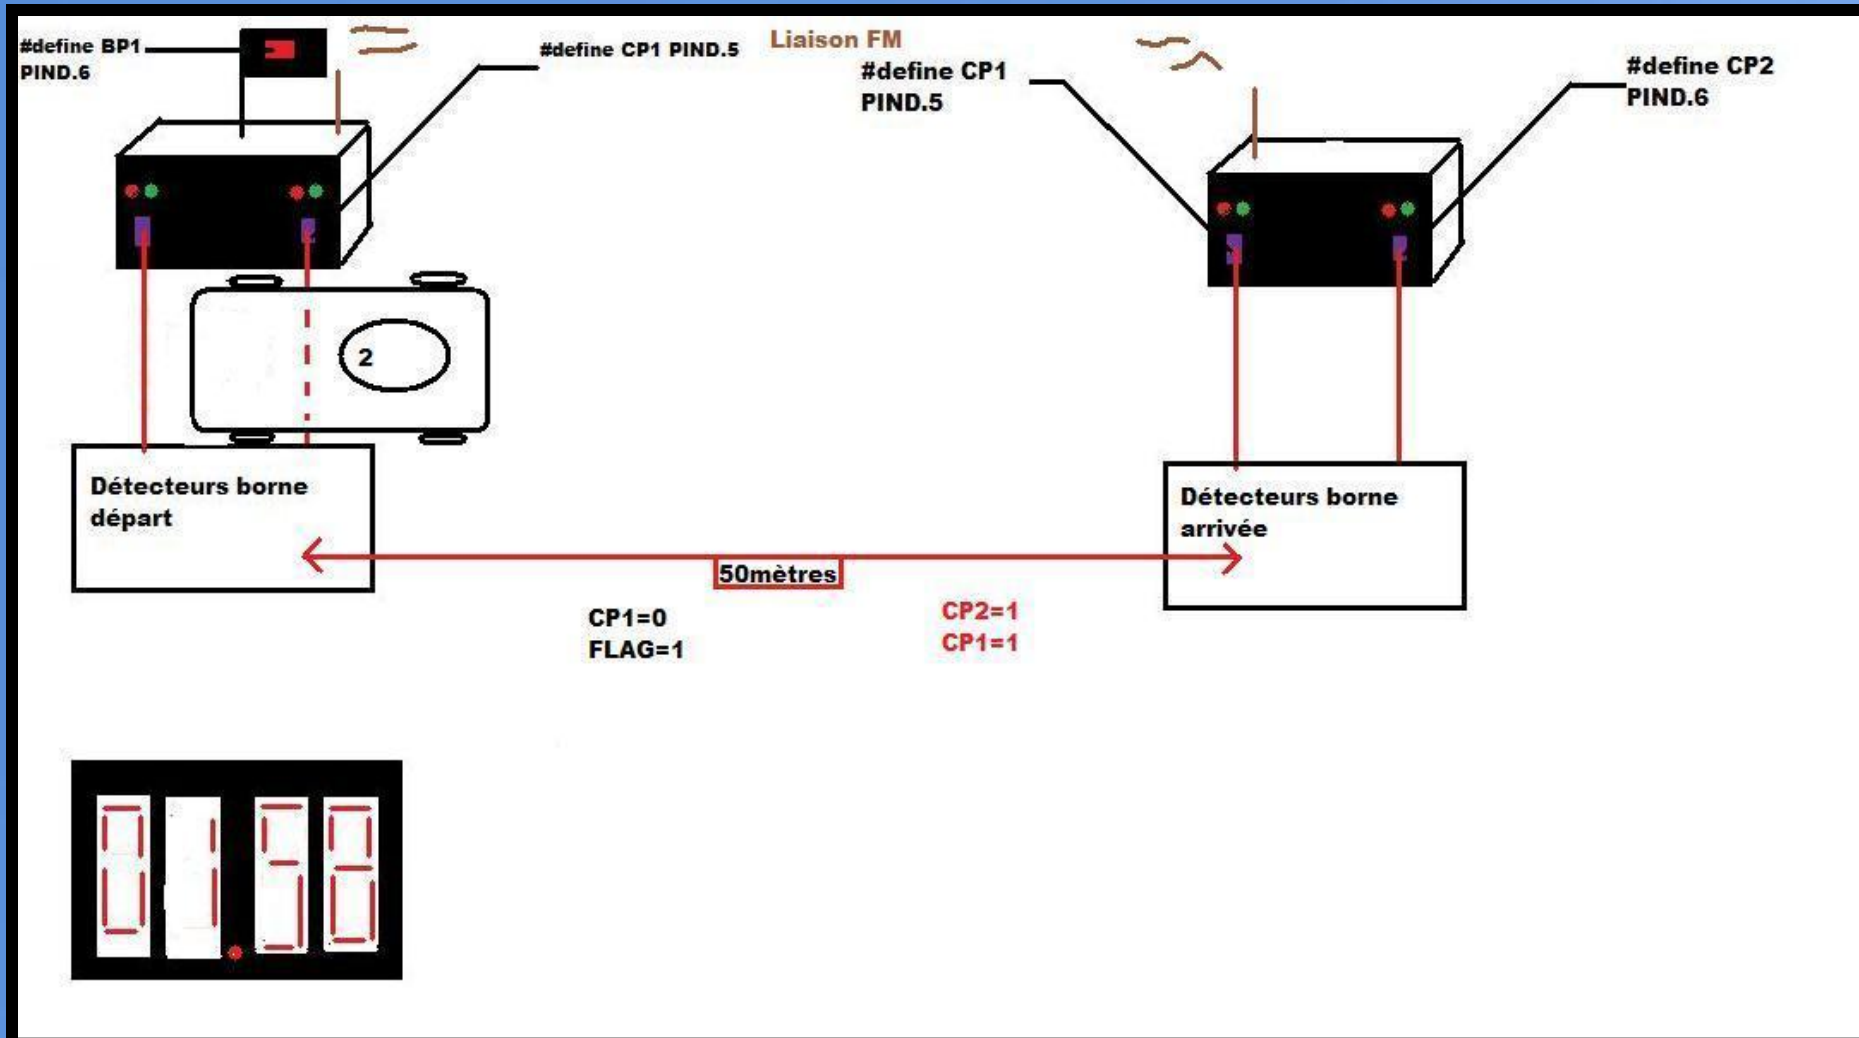 #define BP1
PIND.6
#define CP1 PIND.5
Liaison FM
#define CP1
PIND.5
#define CP2
PIND.6
2
Détecteurs borne
départ
Détecteurs borne
arrivée
50mètres
CP1=0
FLAG=1
CP2=1
CP1=1
01.58